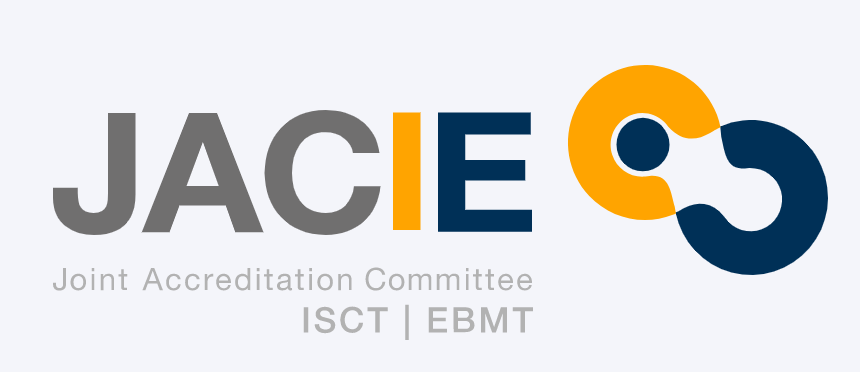 JACIE
Joint Accreditation Committee
ISCT | EBMT